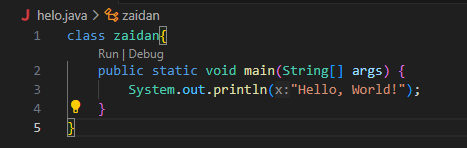 helo.java > zaidan
1 class zaidan{
Run | Debug
2 public static void main(String[] args) {
3 System.out.println(x:"Hello, World!");
4 }
5 }